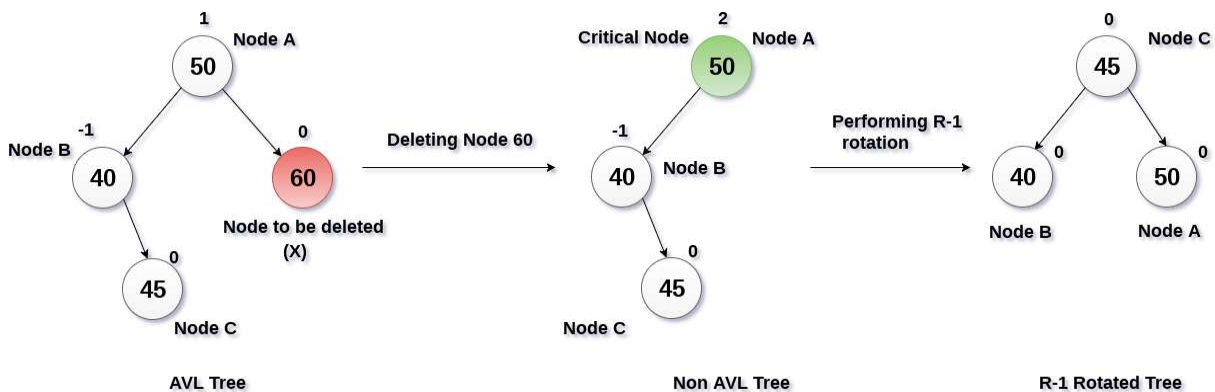 1
Node A
50
-1
0
Node B
40
60
Node to be deleted
(X)
0
45
Node C
AVL Tree
Deleting Node 60
2
Critical Node
Node A
50
-1
40
Node B
0
45
Node C
Non AVL Tree
Performing R-1
rotation
0
Node C
45
0
0
40
50
Node B
Node A
R-1 Rotated Tree